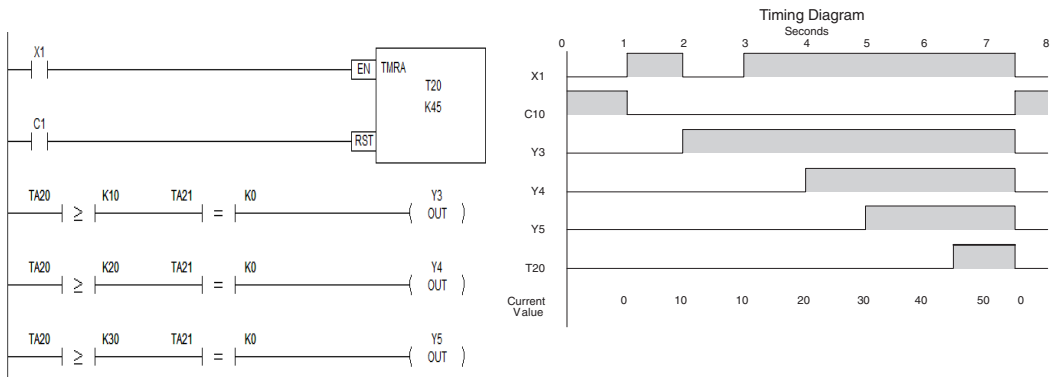 X1
EN TMRA
T20
K45
C1
RST
TA20 K10 TA21 K0 Y3
≥ = OUT
TA20 K20 TA21 K0 Y4
≥ = OUT
TA20 K30 TA21 K0 Y5
≥ = OUT
Timing Diagram
Seconds
0 1 2 3 4 5 6 7 8
X1
C10
Y3
Y4
Y5
T20
Current
Value
0 10 10 20 30 40 50 0